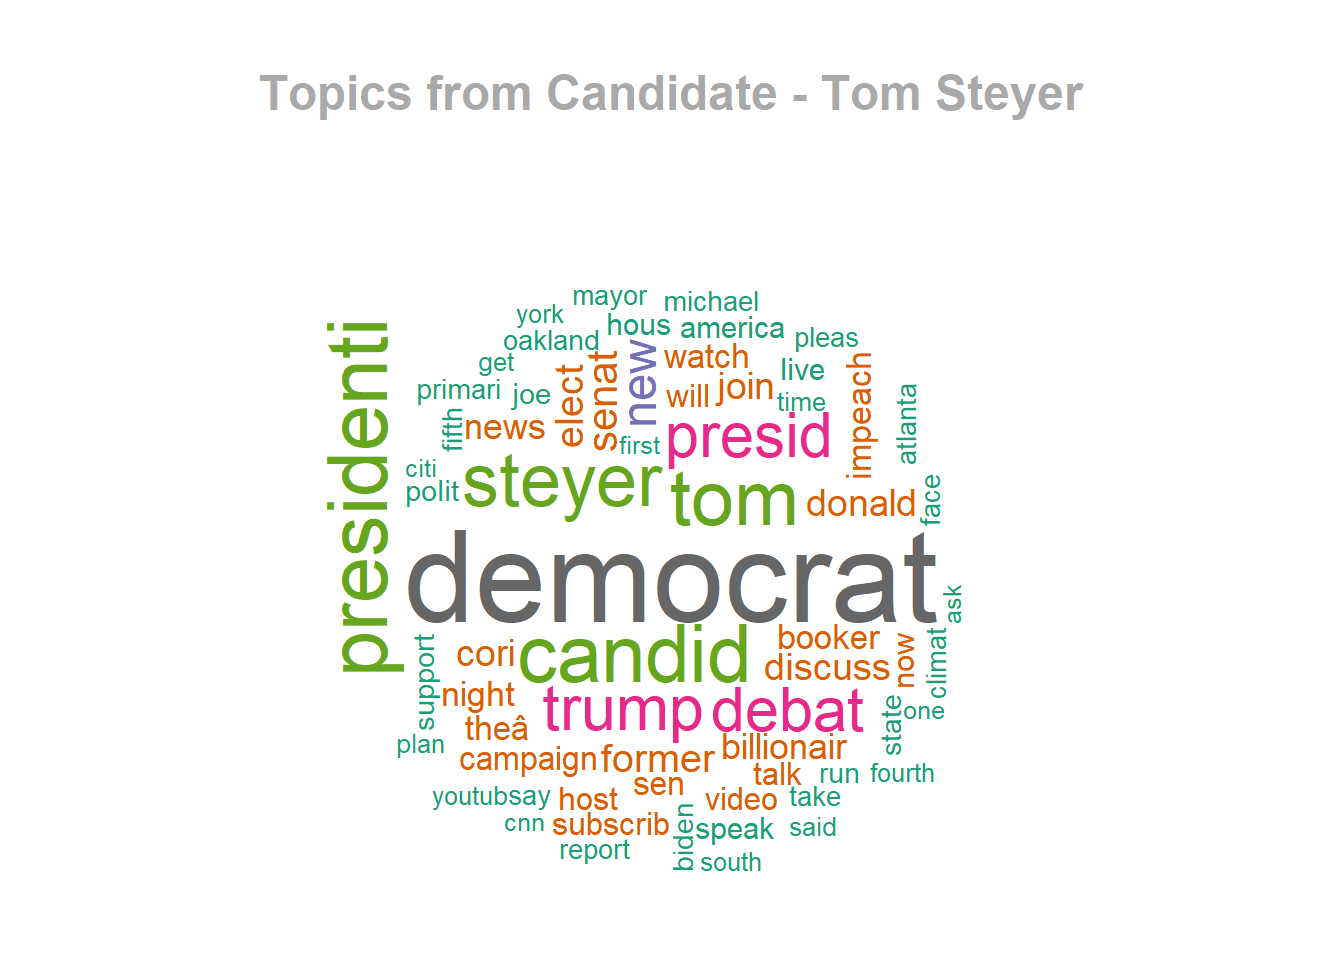 Topics from Candidate - Tom Steyer
mayor
michael
york
hous
america
oakland
pleas
get
elect
senat
new
watch
live
impeach
primari
joe
will
join
time
atlanta
presidenti
fifth
news
first
presid
citi
polit
steyer
tom
donald
face
democrat
ask
support
cori
candid
booker
discuss
now
climat
night
trump
debat
state
one
theâ
plan
campaign
former
billionair
sen
talk
run
fourth
youtubsay
host
video
take
cnn
subscrib
biden
speak
said
report
south